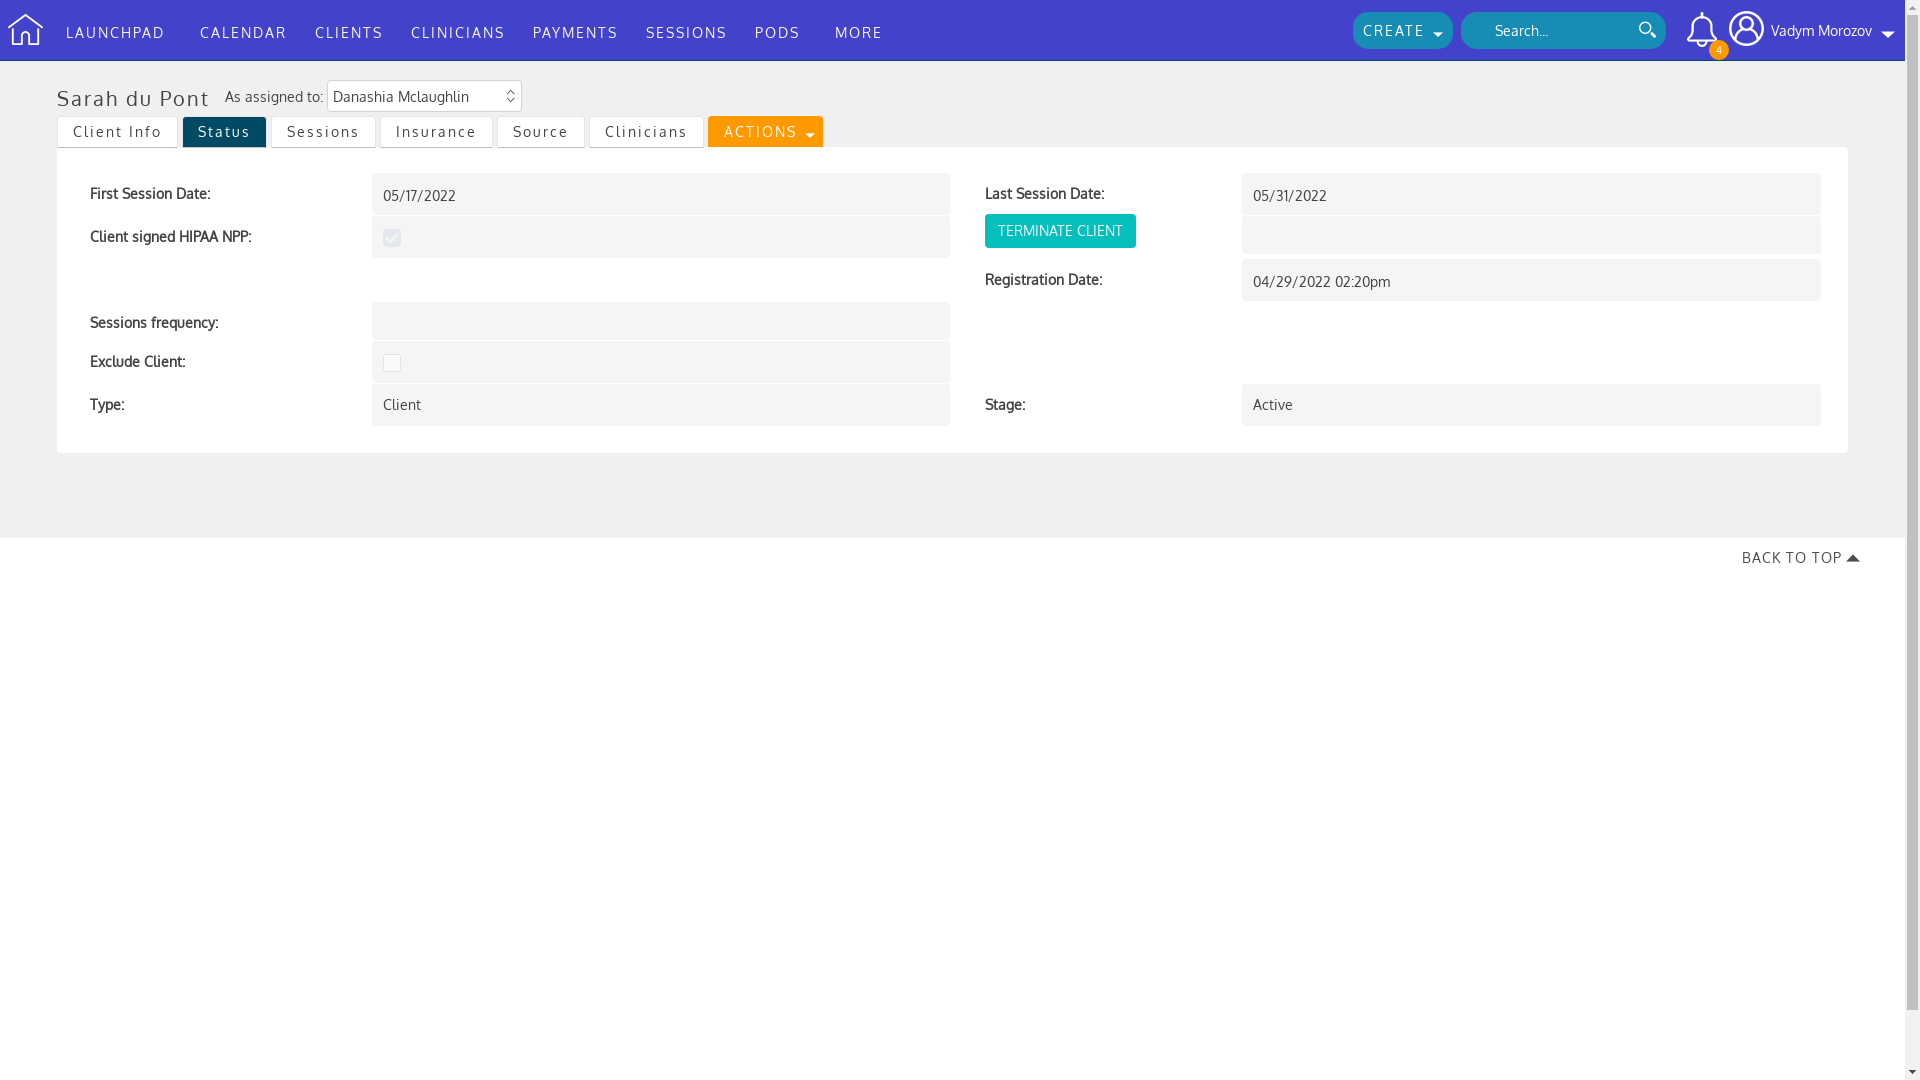 LAUNCHPAD CALENDAR CLIENTS CLINICIANS PAYMENTS SESSIONS PODS MORE CREATE Search... 4 Vadym Morozov
Sarah du Pont As assigned to: Danashia Mclaughlin
Client Info Status Sessions Insurance Source Clinicians ACTIONS
First Session Date: 05/17/2022 Last Session Date: 05/31/2022
Client signed HIPAA NPP: TERMINATE CLIENT
Registration Date: 04/29/2022 02:20pm
Sessions frequency:
Exclude Client:
Type: Client Stage: Active
BACK TO TOP